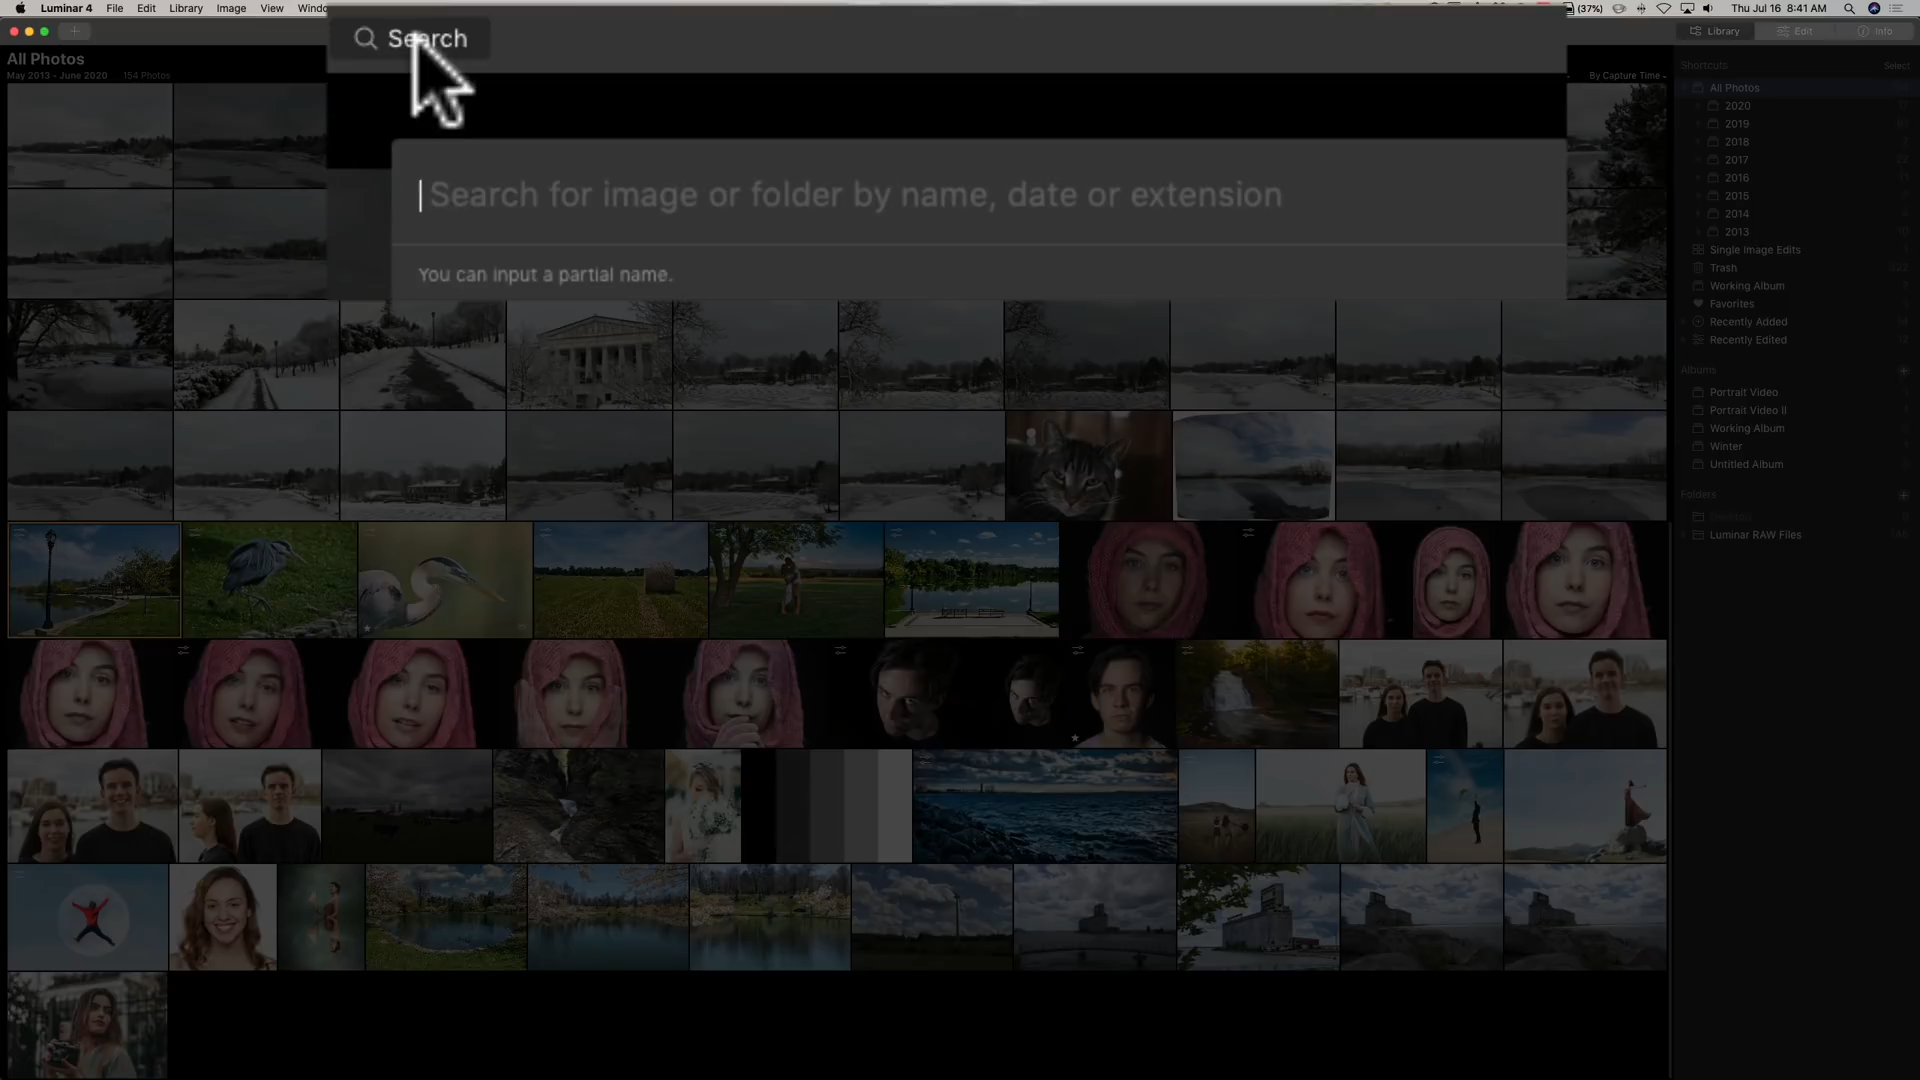 Luminar 4 File Edit Library Image View Windo
(37%) Thu Jul 16 8:41 AM
Search
Library Edit Info
All Photos
May 2013 - June 2020 154 Photos
By Capture Time
Search for image or folder by name, date or extension
You can input a partial name.
Shortcuts Select
All Photos
2020
2019
2018
2017
2016
2015
2014
2013
Single Image Edits
Trash
Working Album
Favorites
Recently Added
Recently Edited
Albums
Portrait Video
Portrait Video II
Working Album
Winter
Untitled Album
Folders
Luminar RAW Files